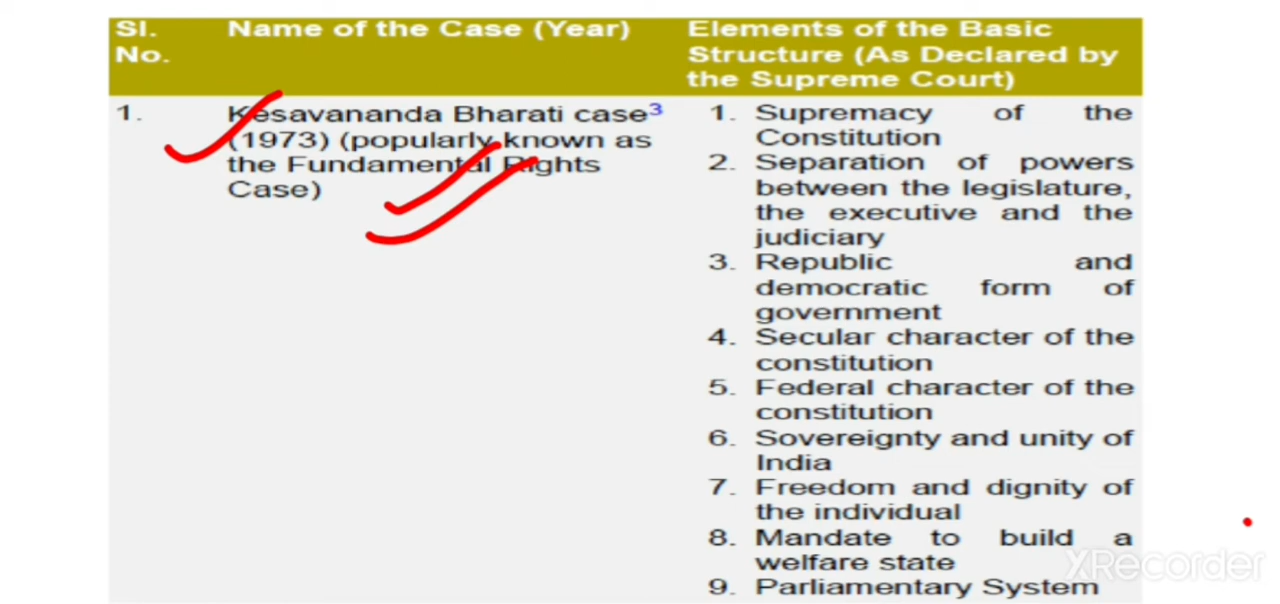 Sl. No.
Name of the Case (Year)
Elements of the Basic
Structure (As Declared by
the Supreme Court)
1.
Kesavananda Bharati case3
(1973) (popularly known as
the Fundamental Rights
Case)
1. Supremacy of the
Constitution
2. Separation of powers
between the legislature,
the executive and the
judiciary
3. Republic and
democratic form of
government
4. Secular character of the
constitution
5. Federal character of the
constitution
6. Sovereignty and unity of
India
7. Freedom and dignity of
the individual
8. Mandate to build a
welfare state
9. Parliamentary System
XRecorder